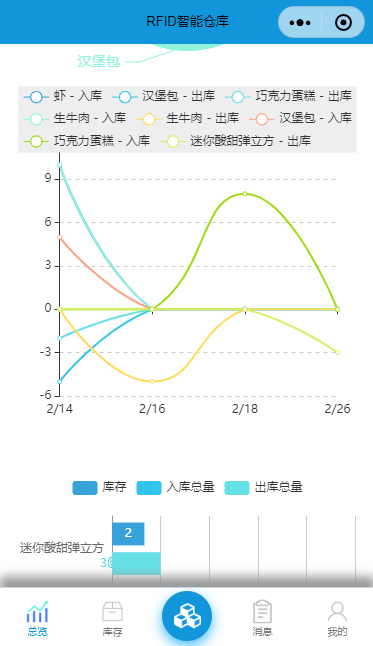 RFID智能仓库
汉堡包
虾 - 入库 汉堡包 - 出库 巧克力蛋糕 - 出库
生牛肉 - 入库 生牛肉 - 出库 汉堡包 - 入库
巧克力蛋糕 - 入库 迷你酸甜弹立方 - 出库
9
6
3
0
-3
-6
2/14 2/16 2/18 2/26
库存 入库总量 出库总量
2
迷你酸甜弹立方
3
总览 库存 消息 我的